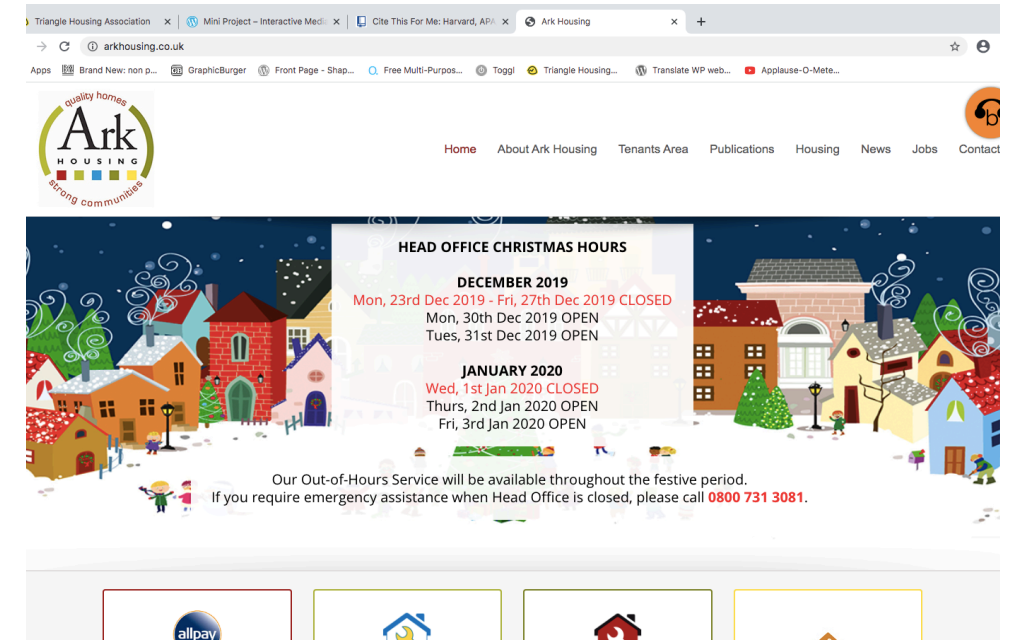 Triangle Housing Association
Mini Project – Interactive Medi
Cite This For Me: Harvard, APA
Ark Housing
arkhousing.co.uk
Apps
Brand New: non p...
GraphicBurger
Front Page - Shap...
Free Multi-Purpos...
Toggl
Triangle Housing...
Translate WP web...
Applause-O-Mete...
quality homes
Ark
HOUSING
strong communities
b
Home
About Ark Housing
Tenants Area
Publications
Housing
News
Jobs
Contact
HEAD OFFICE CHRISTMAS HOURS
DECEMBER 2019
Mon, 23rd Dec 2019 - Fri, 27th Dec 2019 CLOSED
Mon, 30th Dec 2019 OPEN
Tues, 31st Dec 2019 OPEN
JANUARY 2020
Wed, 1st Jan 2020 CLOSED
Thurs, 2nd Jan 2020 OPEN
Fri, 3rd Jan 2020 OPEN
Our Out-of-Hours Service will be available throughout the festive period.
If you require emergency assistance when Head Office is closed, please call 0800 731 3081.
allpay